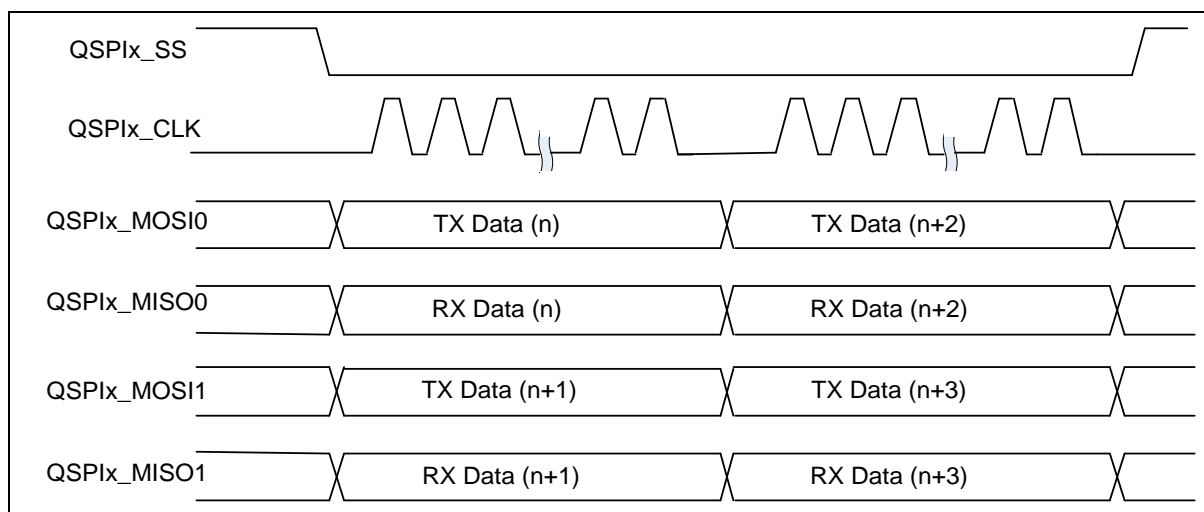 QSPIx_SS
QSPIx_CLK
QSPIx_MOSI0
TX Data (n)
TX Data (n+2)
QSPIx_MISO0
RX Data (n)
RX Data (n+2)
QSPIx_MOSI1
TX Data (n+1)
TX Data (n+3)
QSPIx_MISO1
RX Data (n+1)
RX Data (n+3)